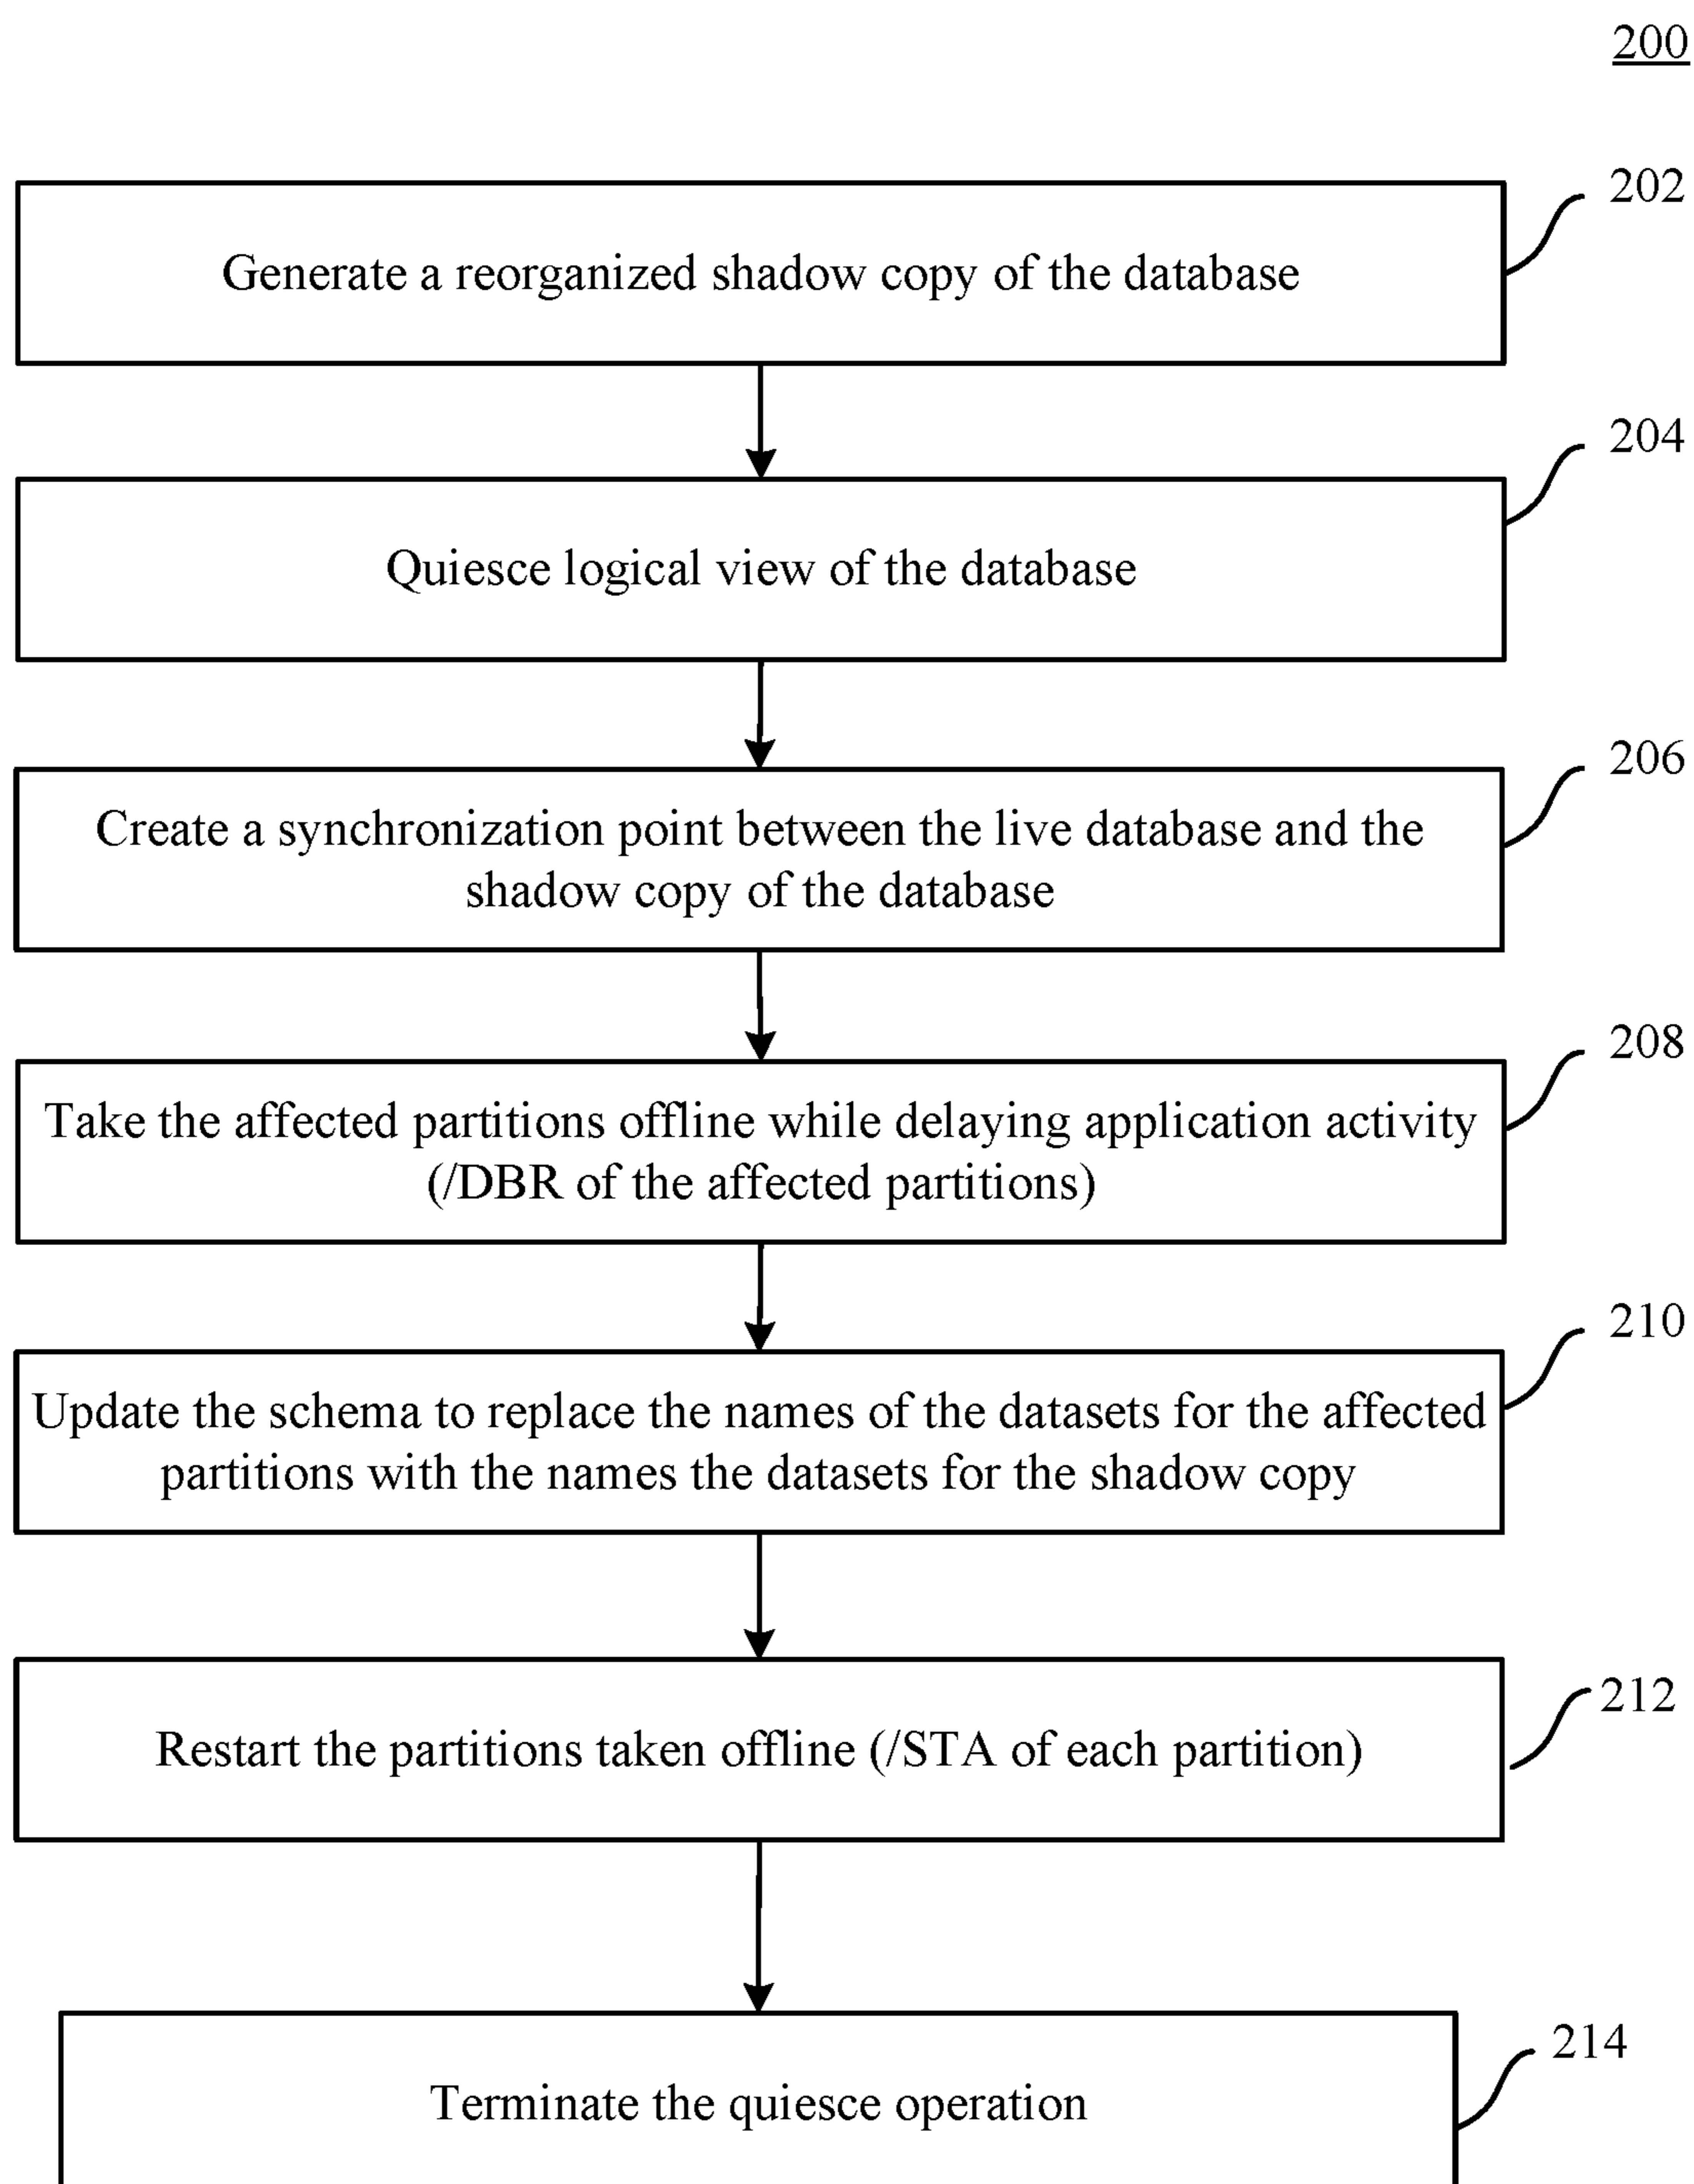 200
202
Generate a reorganized shadow copy of the database
204
Quiesce logical view of the database
206
Create a synchronization point between the live database and the
shadow copy of the database
208
Take the affected partitions offline while delaying application activity
(/DBR of the affected partitions)
210
Update the schema to replace the names of the datasets for the affected
partitions with the names the datasets for the shadow copy
212
Restart the partitions taken offline (/STA of each partition)
214
Terminate the quiesce operation